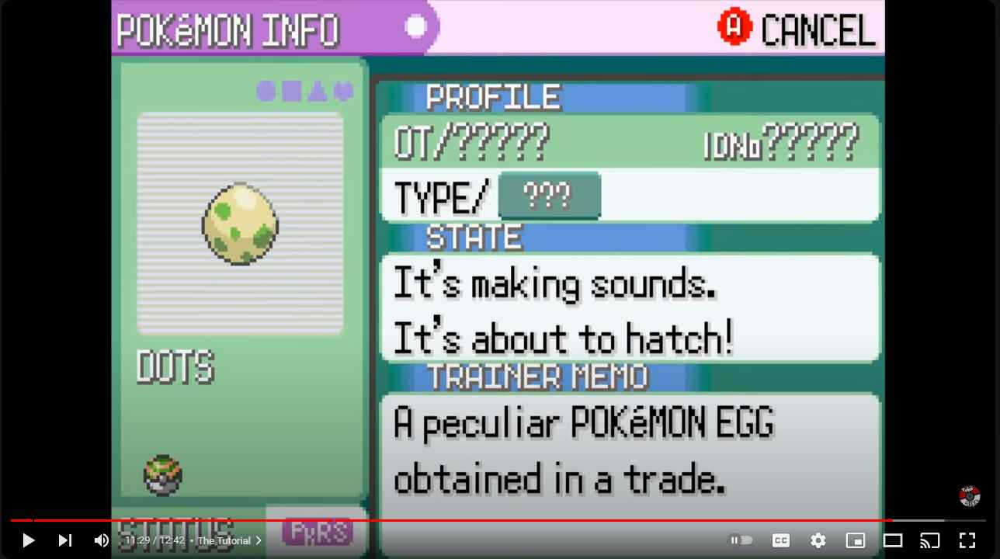 POKéMON INFO
A CANCEL
PROFILE
OT/?????
IDNo?????
TYPE/ ???
STATE
It's making sounds.
It's about to hatch!
DOTS
TRAINER MEMO
A peculiar POKéMON EGG
obtained in a trade.
STATUS
PKRS
11:29 / 12:42 • The Tutorial
CC